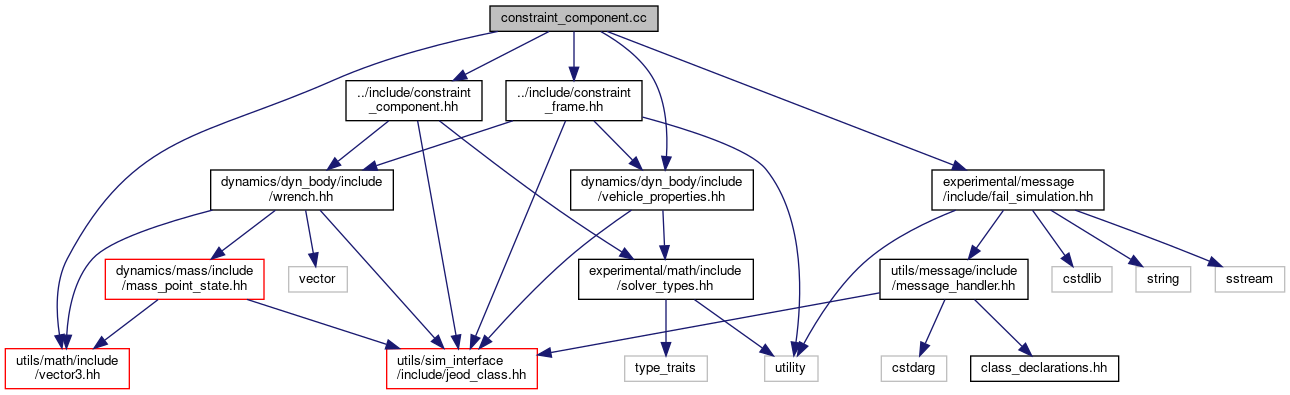 constraint_component.cc
../include/constraint
_component.hh
../include/constraint
_frame.hh
dynamics/dyn_body/include
/wrench.hh
dynamics/dyn_body/include
/vehicle_properties.hh
experimental/message
/include/fail_simulation.hh
dynamics/mass/include
/mass_point_state.hh
vector
experimental/math/include
/solver_types.hh
utils/message/include
/message_handler.hh
cstdlib
string
sstream
utils/math/include
/vector3.hh
utils/sim_interface
/include/jeod_class.hh
type_traits
utility
cstdarg
class_declarations.hh